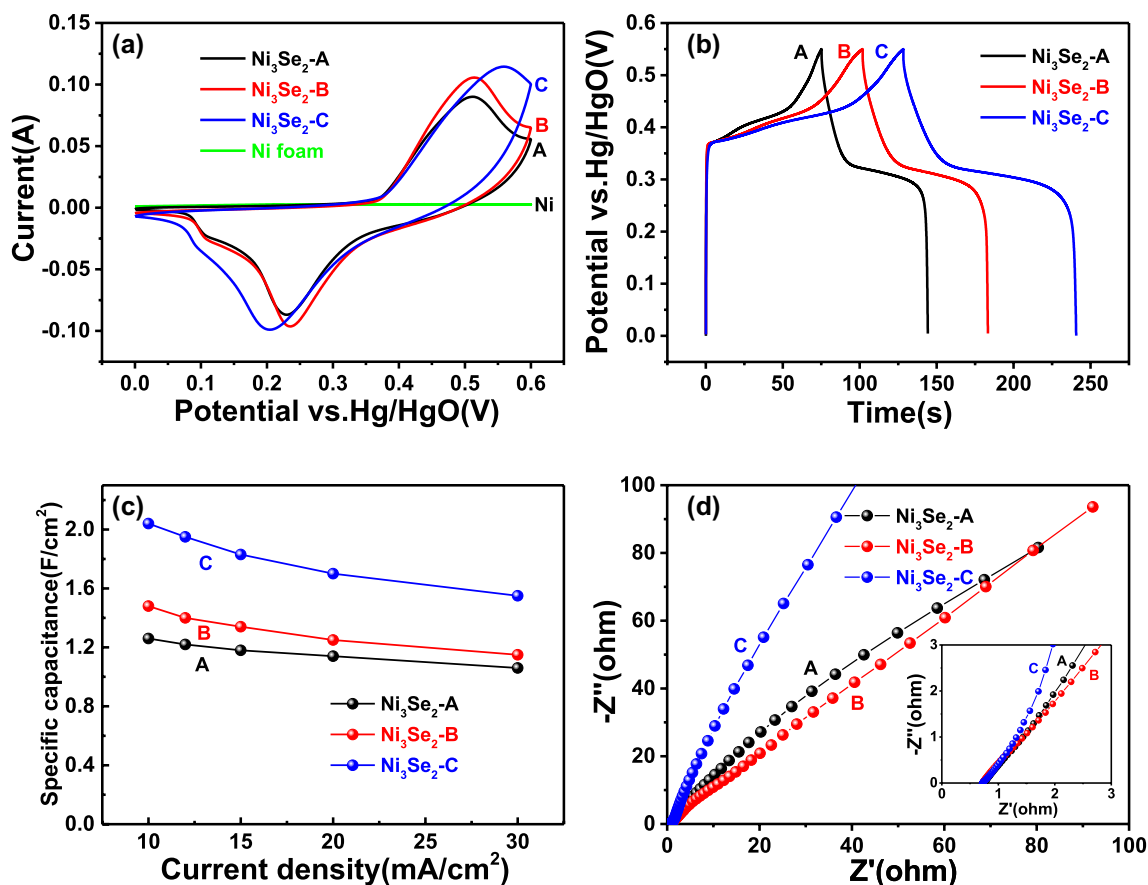 (a)
Ni₃Se₂-A
Ni₃Se₂-B
Ni₃Se₂-C
Ni foam
C
B
A
Ni
0.15
0.10
0.05
0.00
-0.05
-0.10
Current(A)
0.0 0.1 0.2 0.3 0.4 0.5 0.6
Potential vs.Hg/HgO(V)
(b)
A B C
Ni₃Se₂-A
Ni₃Se₂-B
Ni₃Se₂-C
0.6
0.5
0.4
0.3
0.2
0.1
0.0
Potential vs.Hg/HgO(V)
0 50 100 150 200 250
Time(s)
(c)
C
B
A
Ni₃Se₂-A
Ni₃Se₂-B
Ni₃Se₂-C
2.0
1.6
1.2
0.8
0.4
0.0
Specific capacitance(F/cm²)
10 15 20 25 30
Current density(mA/cm²)
(d)
Ni₃Se₂-A
Ni₃Se₂-B
Ni₃Se₂-C
C
A
B
100
80
60
40
20
0
-Z''(ohm)
0 20 40 60 80 100
Z'(ohm)
3
2
1
0
-Z''(ohm)
C
A
B
0 1 2 3
Z'(ohm)